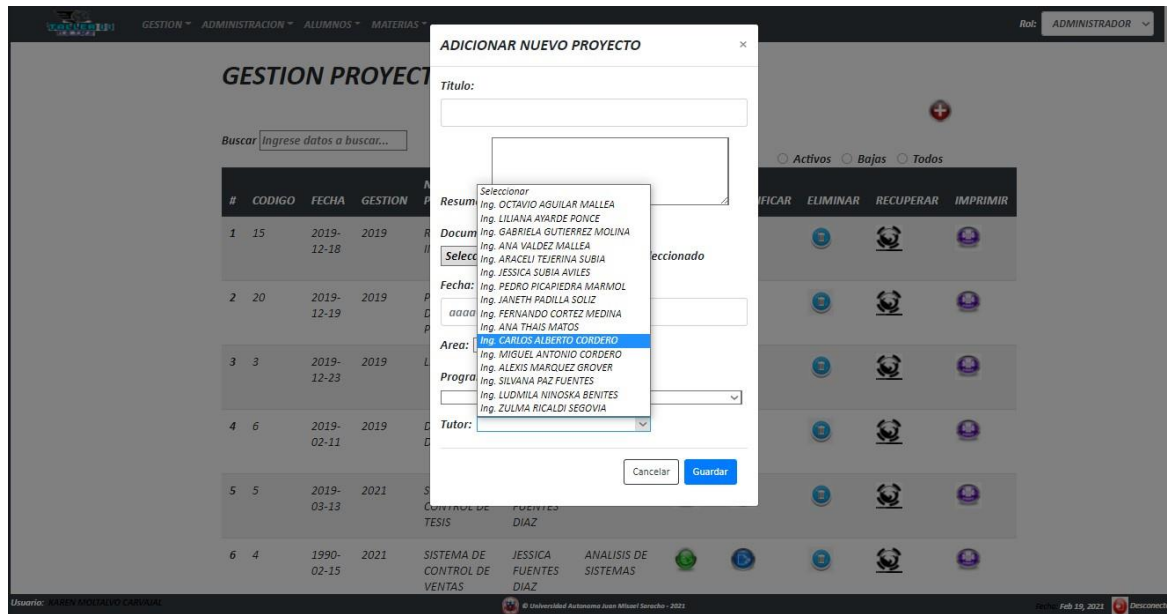 GESTION ADMINISTRACION ALUMNOS MATERIAS
Rol: ADMINISTRADOR
ADICIONAR NUEVO PROYECTO ×
GESTION PROYECT
Titulo:
Buscar Ingrese datos a buscar...
Activos Bajas Todos
Resum
# CODIGO FECHA GESTION IFICAR ELIMINAR RECUPERAR IMPRIMIR
Seleccionar
Ing. OCTAVIO AGUILAR MALLEA
Ing. LILIANA AYARDE PONCE
Ing. GABRIELA GUTIERREZ MOLINA
Ing. ANA VALDEZ MALLEA
Ing. ARACELI TEJERINA SUBIA
Ing. JESSICA SUBIA AVILES
Ing. PEDRO PICAPIEDRA MARMOL
Ing. JANETH PADILLA SOLIZ
Ing. FERNANDO CORTEZ MEDINA
Ing. ANA THAIS MATOS
Ing. CARLOS ALBERTO CORDERO
Ing. MIGUEL ANTONIO CORDERO
Ing. ALEXIS MARQUEZ GROVER
Ing. SILVANA PAZ FUENTES
Ing. LUDMILA NINOSKA BENITES
Ing. ZULMA RICALDI SEGOVIA
Docum
Selecc eccionado
Fecha:
aaaa
Area:
Progra
Tutor:
Cancelar Guardar
1 15 2019-12-18 2019
2 20 2019-12-19 2019
3 3 2019-12-23 2019
4 6 2019-02-11 2019
5 5 2019-03-13 2021 CONTROL DE TESIS FUENTES DIAZ
6 4 1990-02-15 2021 SISTEMA DE CONTROL DE VENTAS JESSICA FUENTES DIAZ ANALISIS DE SISTEMAS
Usuario:
© Universidad Autonoma Juan Misael Saracho - 2021
Feb 19, 2021 Desconect